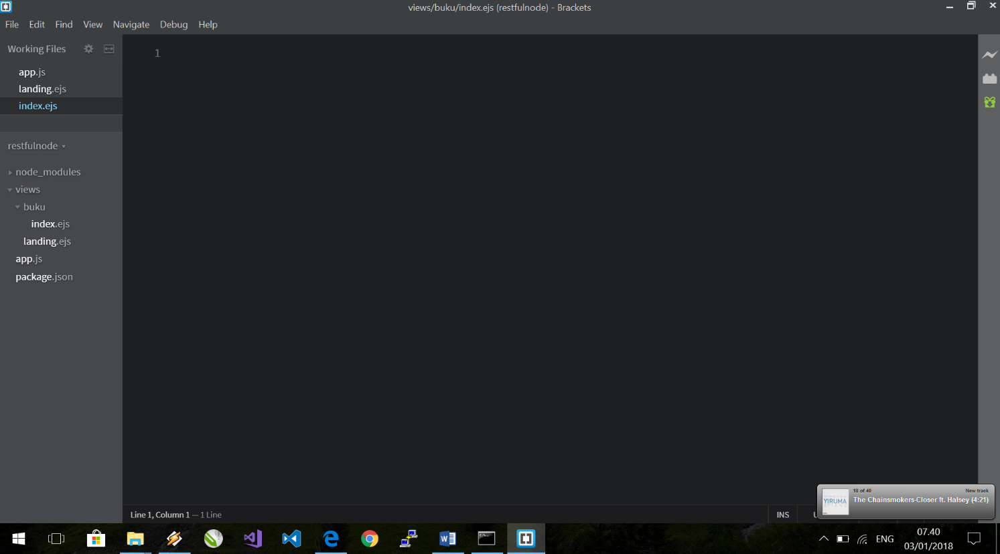 views/buku/index.ejs (restfulnode) - Brackets
File Edit Find View Navigate Debug Help
Working Files
app.js
landing.ejs
index.ejs
restfulnode
node_modules
views
buku
index.ejs
landing.ejs
app.js
package.json
1
18 of 40 New track
YIRUMA
The Chainsmokers-Closer ft. Halsey (4:21)
Line 1, Column 1 — 1 Line
INS
ENG
07.40
03/01/2018